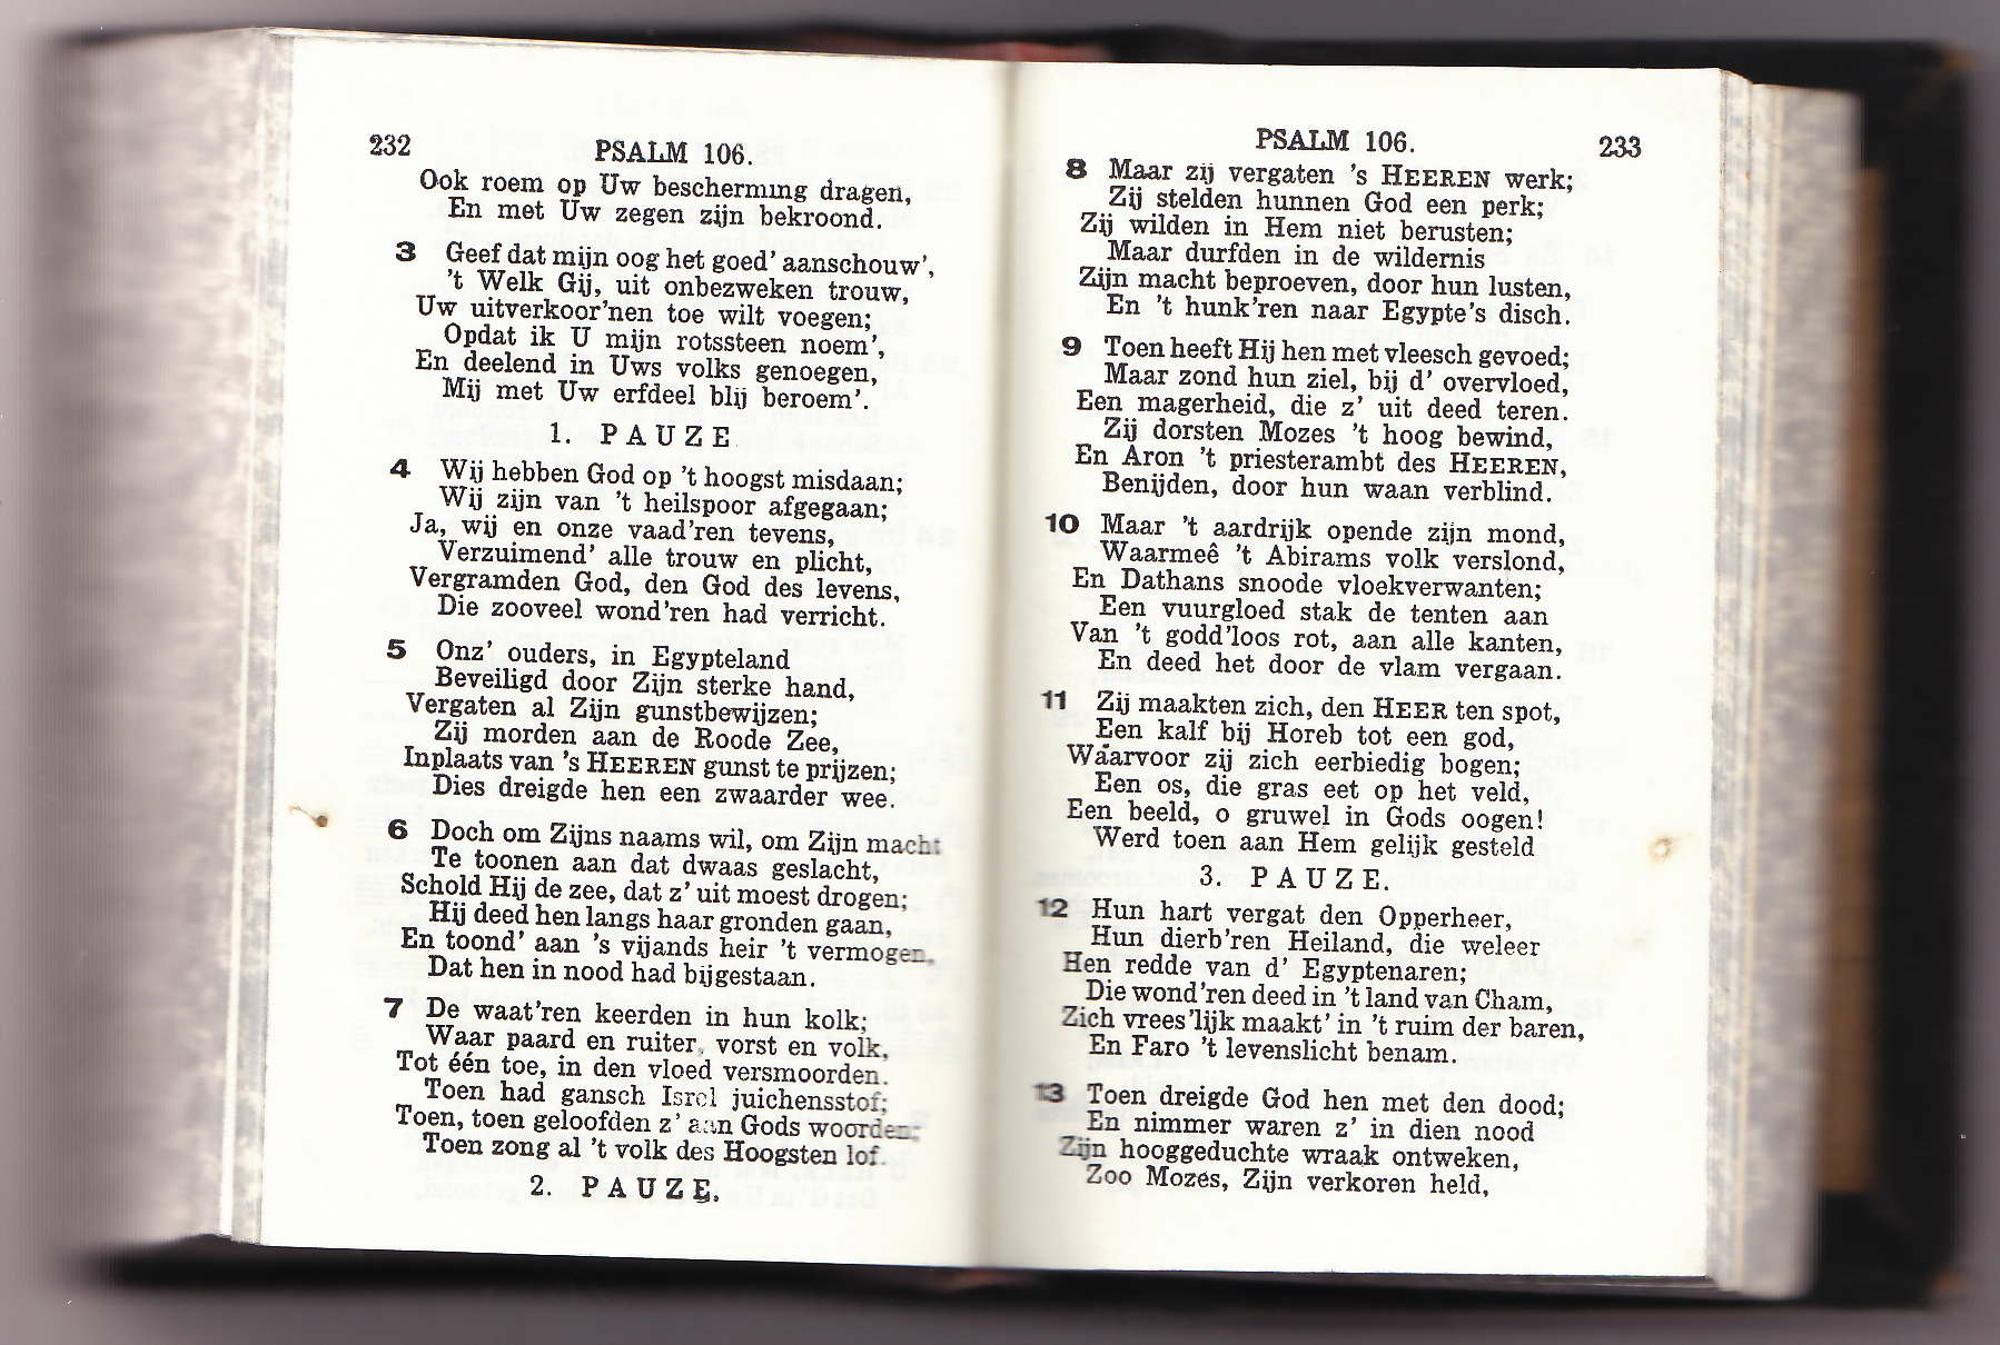 232
PSALM 106.
Ook roem op Uw bescherming dragen,
En met Uw zegen zijn bekroond.
3 Geef dat mijn oog het goed' aanschouw',
't Welk Gij, uit onbezweken trouw,
Uw uitverkoor'nen toe wilt voegen;
Opdat ik U mijn rotssteen noem',
En deelend in Uws volks genoegen,
Mij met Uw erfdeel blij beroem'.
1. PAUZE
4 Wij hebben God op 't hoogst misdaan;
Wij zijn van 't heilspoor afgegaan;
Ja, wij en onze vaad'ren tevens,
Verzuimend' alle trouw en plicht,
Vergramden God, den God des levens,
Die zooveel wond'ren had verricht.
5 Onz' ouders, in Egypteland
Beveiligd door Zijn sterke hand,
Vergaten al Zijn gunstbewijzen;
Zij morden aan de Roode Zee,
Inplaats van 's HEEREN gunst te prijzen;
Dies dreigde hen een zwaarder wee.
6 Doch om Zijns naams wil, om Zijn macht
Te toonen aan dat dwaas geslacht,
Schold Hij de zee, dat z' uit moest drogen;
Hij deed hen langs haar gronden gaan,
En toond' aan 's vijands heir 't vermogen,
Dat hen in nood had bijgestaan.
7 De waat'ren keerden in hun kolk;
Waar paard en ruiter, vorst en volk,
Tot één toe, in den vloed versmoorden.
Toen had gansch Isrel juichensstof;
Toen, toen geloofden z' aan Gods woorden;
Toen zong al 't volk des Hoogsten lof.
2. PAUZE.
PSALM 106.
233
8 Maar zij vergaten 's HEEREN werk;
Zij stelden hunnen God een perk;
Zij wilden in Hem niet berusten;
Maar durfden in de wildernis
Zijn macht beproeven, door hun lusten,
En 't hunk'ren naar Egypte's disch.
9 Toen heeft Hij hen met vleesch gevoed;
Maar zond hun ziel, bij d' overvloed,
Een magerheid, die z' uit deed teren.
Zij dorsten Mozes 't hoog bewind,
En Aron 't priesterambt des HEEREN,
Benijden, door hun waan verblind.
10 Maar 't aardrijk opende zijn mond,
Waarmeê 't Abirams volk verslond,
En Dathans snoode vloekverwanten;
Een vuurgloed stak de tenten aan
Van 't godd'loos rot, aan alle kanten,
En deed het door de vlam vergaan.
11 Zij maakten zich, den HEER ten spot,
Een kalf bij Horeb tot een god,
Waarvoor zij zich eerbiedig bogen;
Een os, die gras eet op het veld,
Een beeld, o gruwel in Gods oogen!
Werd toen aan Hem gelijk gesteld
3. PAUZE.
12 Hun hart vergat den Opperheer,
Hun dierb'ren Heiland, die weleer
Hen redde van d' Egyptenaren;
Die wond'ren deed in 't land van Cham,
Zich vrees'lijk maakt' in 't ruim der baren,
En Faro 't levenslicht benam.
13 Toen dreigde God hen met den dood;
En nimmer waren z' in dien nood
Zijn hooggeduchte wraak ontweken,
Zoo Mozes, Zijn verkoren held,